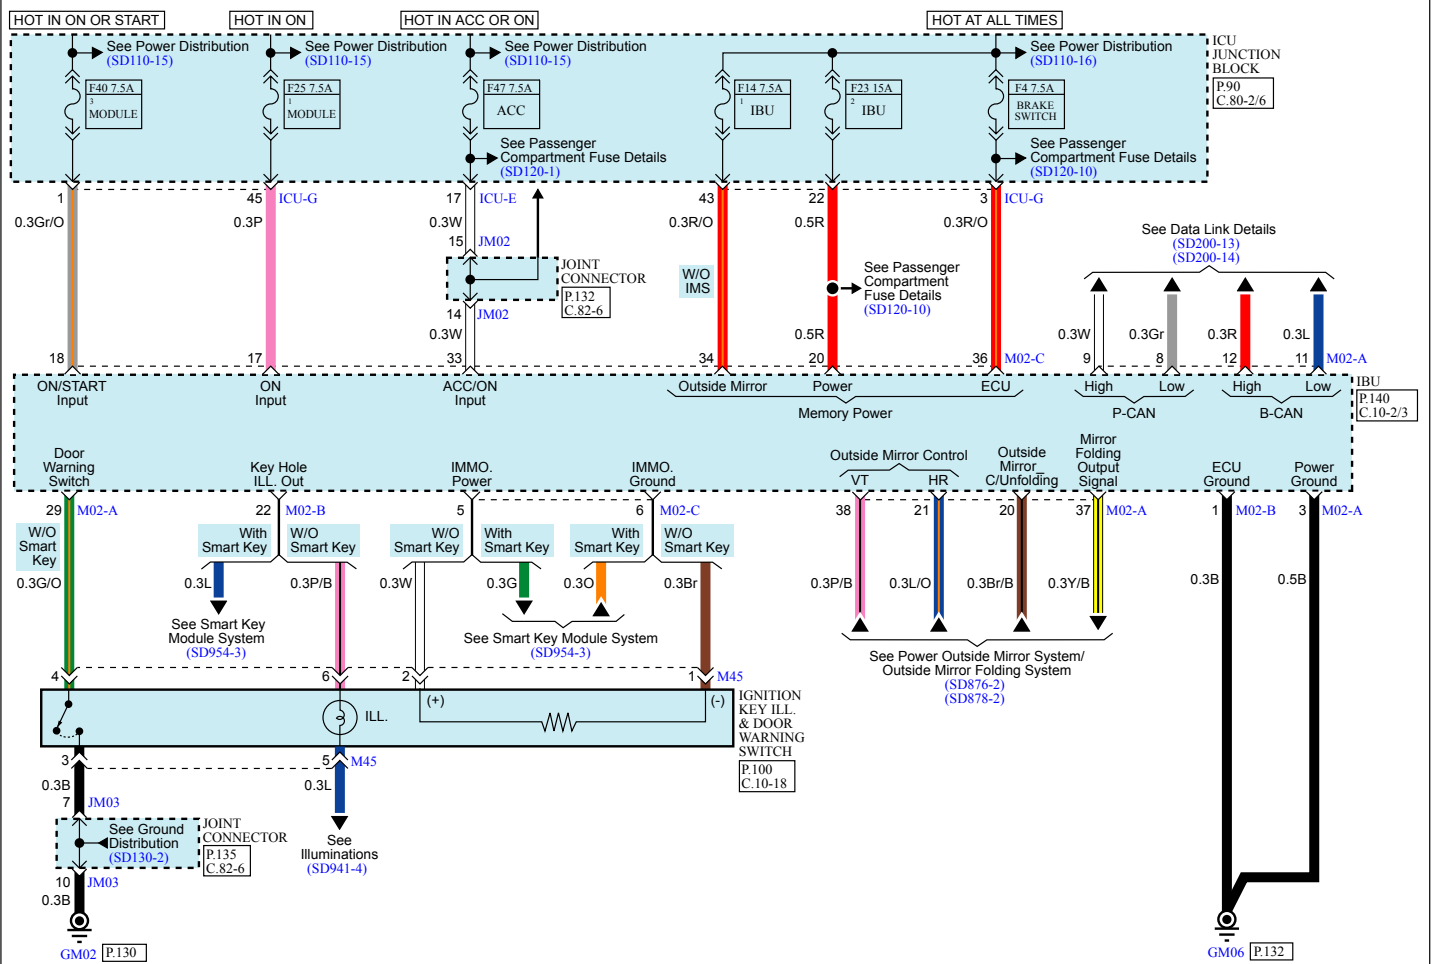 HOT IN ON OR START
HOT IN ON
HOT IN ACC OR ON
HOT AT ALL TIMES
See Power Distribution
(SD110-15)
See Power Distribution
(SD110-15)
See Power Distribution
(SD110-15)
See Power Distribution
(SD110-16)
ICU
JUNCTION
BLOCK
P.90
C.80-2/6
F40 7.5A
3
MODULE
F25 7.5A
1
MODULE
F47 7.5A
ACC
F14 7.5A
1
IBU
F23 15A
2
IBU
F4 7.5A
BRAKE
SWITCH
See Passenger
Compartment Fuse Details
(SD120-1)
See Passenger
Compartment Fuse Details
(SD120-10)
1
45
ICU-G
17
ICU-E
43
22
3
ICU-G
0.3Gr/O
0.3P
0.3W
0.3R/O
0.5R
0.3R/O
15
JM02
JOINT
CONNECTOR
P.132
C.82-6
14
JM02
0.3W
W/O
IMS
See Passenger
Compartment
Fuse Details
(SD120-10)
0.5R
See Data Link Details
(SD200-13)
(SD200-14)
0.3W
0.3Gr
0.3R
0.3L
18
17
33
34
20
36
M02-C
9
8
12
11
M02-A
ON/START
Input
ON
Input
ACC/ON
Input
Outside Mirror
Power
ECU
Memory Power
High
Low
P-CAN
High
Low
B-CAN
IBU
P.140
C.10-2/3
Door
Warning
Switch
Key Hole
ILL. Out
IMMO.
Power
IMMO.
Ground
Outside Mirror Control
VT
HR
Outside
Mirror_
C/Unfolding
Mirror
Folding
Output
Signal
ECU
Ground
Power
Ground
29
M02-A
22
M02-B
5
6
M02-C
38
21
20
37
M02-A
1
M02-B
3
M02-A
W/O
Smart
Key
With
Smart Key
W/O
Smart Key
W/O
Smart Key
With
Smart Key
With
Smart Key
W/O
Smart Key
0.3G/O
0.3L
0.3P/B
0.3W
0.3G
0.3O
0.3Br
0.3P/B
0.3L/O
0.3Br/B
0.3Y/B
0.3B
0.5B
See Smart Key
Module System
(SD954-3)
See Smart Key Module System
(SD954-3)
See Power Outside Mirror System/
Outside Mirror Folding System
(SD876-2)
(SD878-2)
4
6
2
1
M45
(+)
(-)
ILL.
IGNITION
KEY ILL.
& DOOR
WARNING
SWITCH
P.100
C.10-18
3
5
M45
0.3B
0.3L
7
JM03
See Ground
Distribution
(SD130-2)
JOINT
CONNECTOR
P.135
C.82-6
See
Illuminations
(SD941-4)
10
JM03
0.3B
GM02
P.130
GM06
P.132